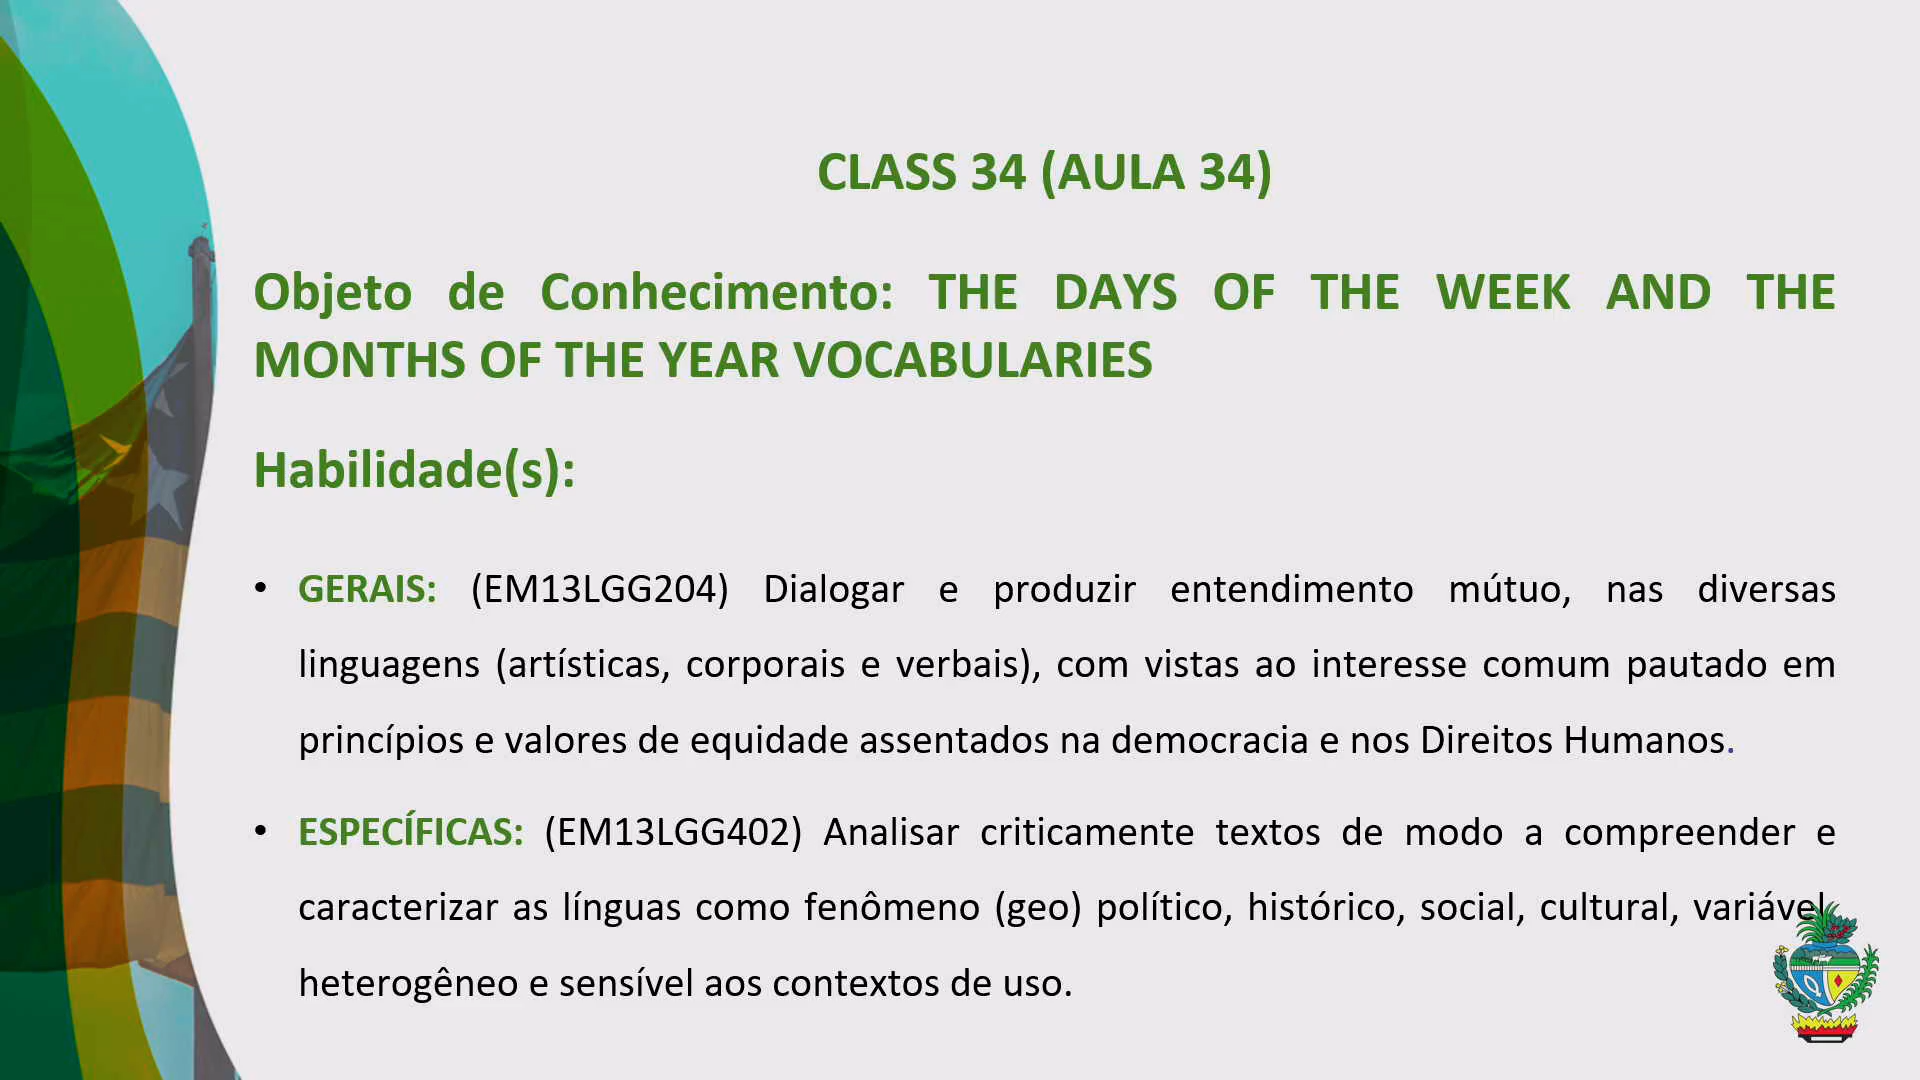 CLASS 34 (AULA 34)
Objeto de Conhecimento: THE DAYS OF THE WEEK AND THE
MONTHS OF THE YEAR VOCABULARIES
Habilidade(s):
• GERAIS: (EM13LGG204) Dialogar e produzir entendimento mútuo, nas diversas
linguagens (artísticas, corporais e verbais), com vistas ao interesse comum pautado em
princípios e valores de equidade assentados na democracia e nos Direitos Humanos.
• ESPECÍFICAS: (EM13LGG402) Analisar criticamente textos de modo a compreender e
caracterizar as línguas como fenômeno (geo) político, histórico, social, cultural, variável,
heterogêneo e sensível aos contextos de uso.